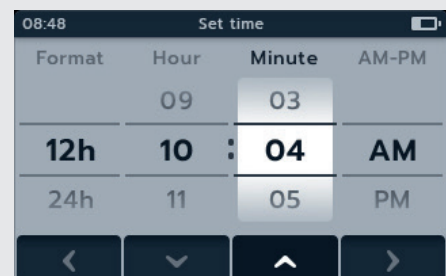 08:48 Set time
Format Hour Minute AM-PM
09 03
12h 10 : 04 AM
24h 11 05 PM